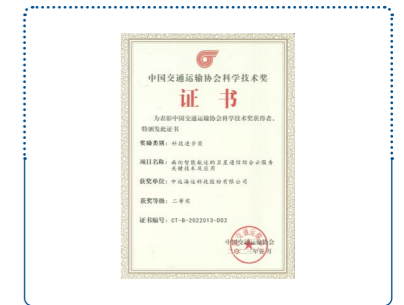 中国交通运输协会科学技术奖
证 书
为表彰中国交通运输协会科学技术奖获得者,
特颁发此证书
奖励类别: 科技进步奖
项目名称: 面向智能航运的卫星通信综合云服务
关键技术及应用
获奖单位: 中远海运科技股份有限公司
获奖等级: 二等奖
证书编号: CT-B-2022013-D02
中国交通运输协会